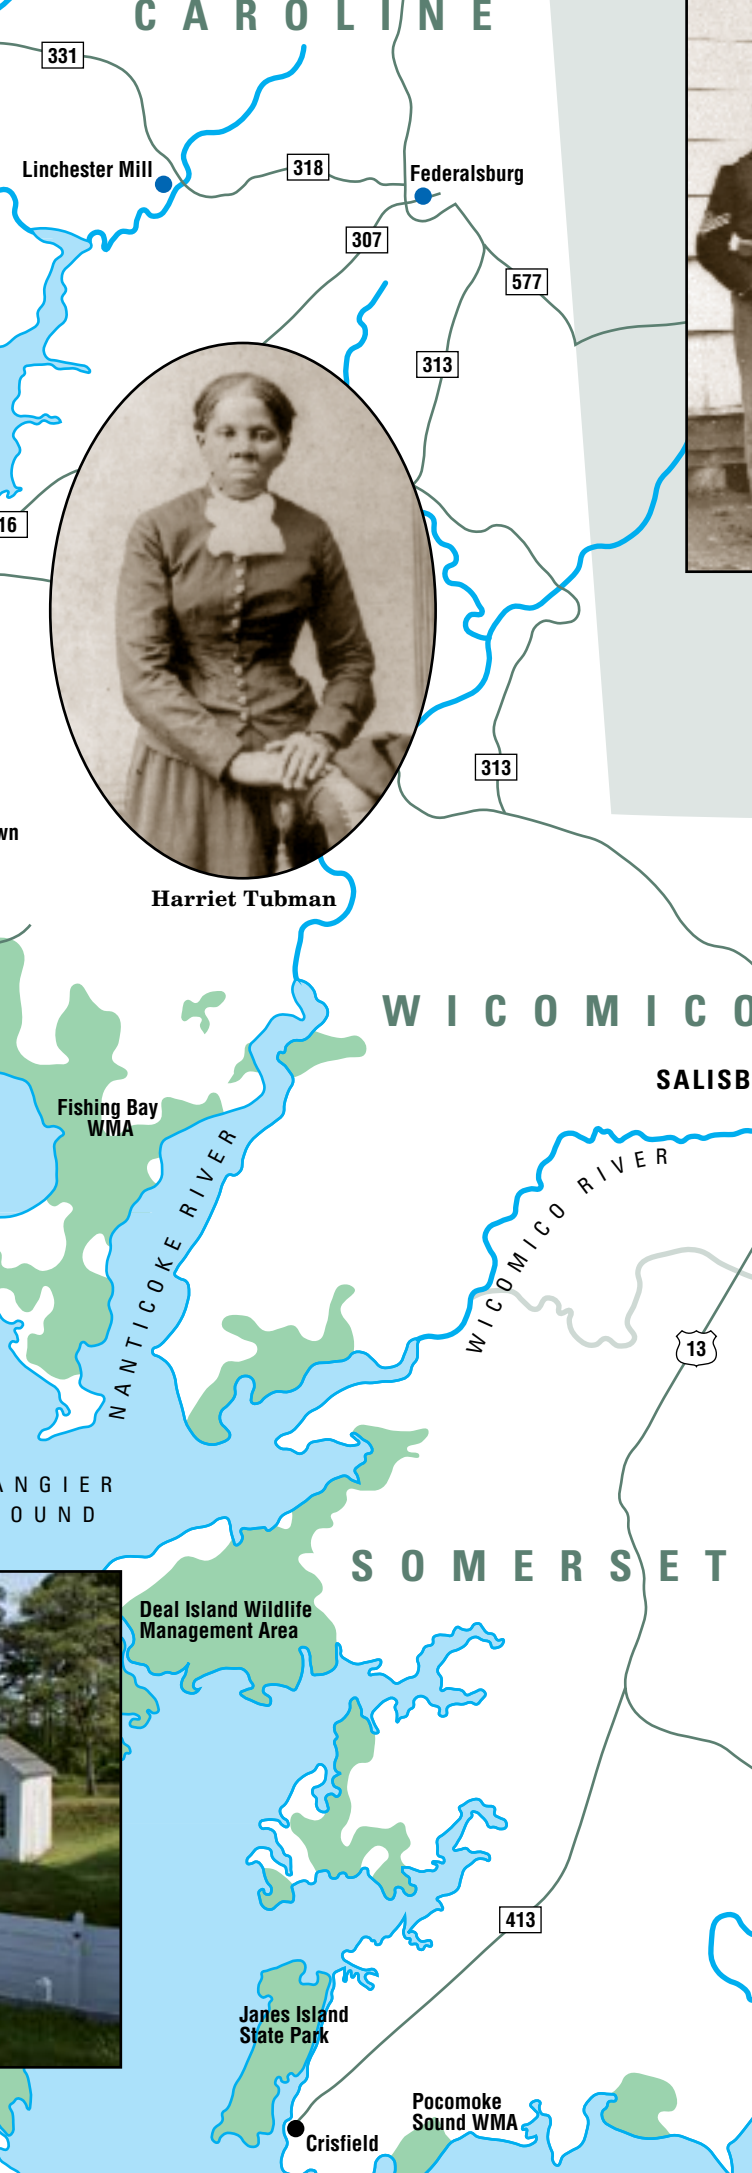 CAROLINE
331
Linchester Mill
318
Federalsburg
307
577
313
16
313
wn
Harriet Tubman
WICOMICO
SALISB
Fishing Bay
WMA
NANTICOKE RIVER
WICOMICO RIVER
13
ANGIER
OUND
SOMERSET
Deal Island Wildlife
Management Area
413
Janes Island
State Park
Pocomoke
Sound WMA
Crisfield